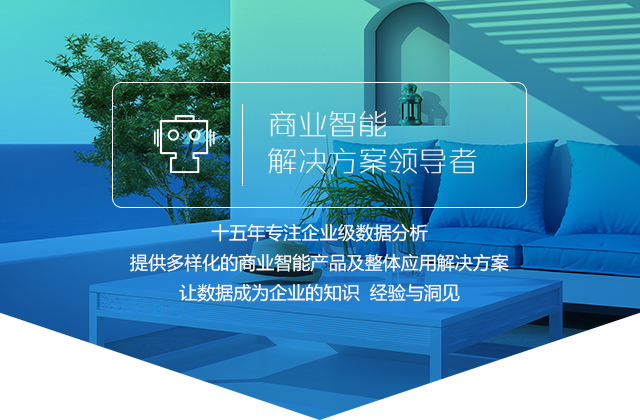 商业智能
解决方案领导者
十五年专注企业级数据分析
提供多样化的商业智能产品及整体应用解决方案
让数据成为企业的知识 经验与洞见